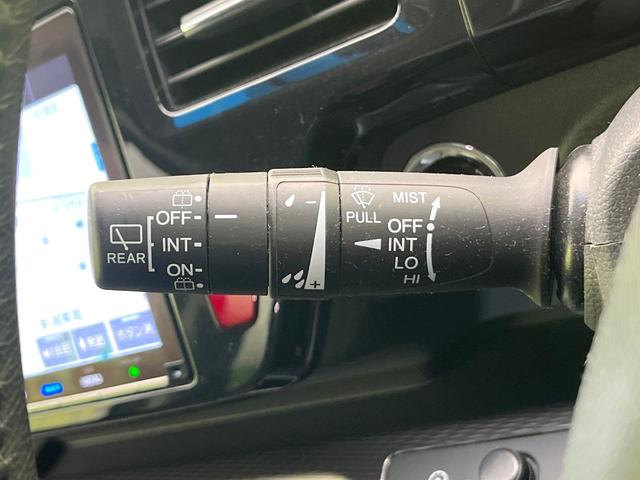 REAR
OFF
INT
ON
−
+
PULL
MIST
OFF
INT
LO
HI